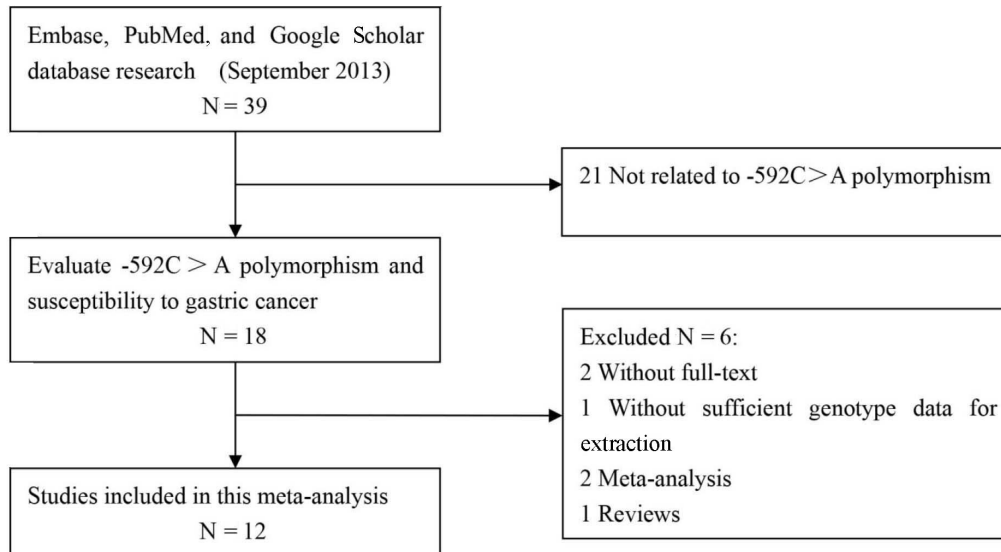 Embase, PubMed, and Google Scholar
database research (September 2013)
N = 39
21 Not related to -592C＞A polymorphism
Evaluate -592C＞A polymorphism and
susceptibility to gastric cancer
N = 18
Excluded N = 6:
2 Without full-text
1 Without sufficient genotype data for
extraction
2 Meta-analysis
1 Reviews
Studies included in this meta-analysis
N = 12